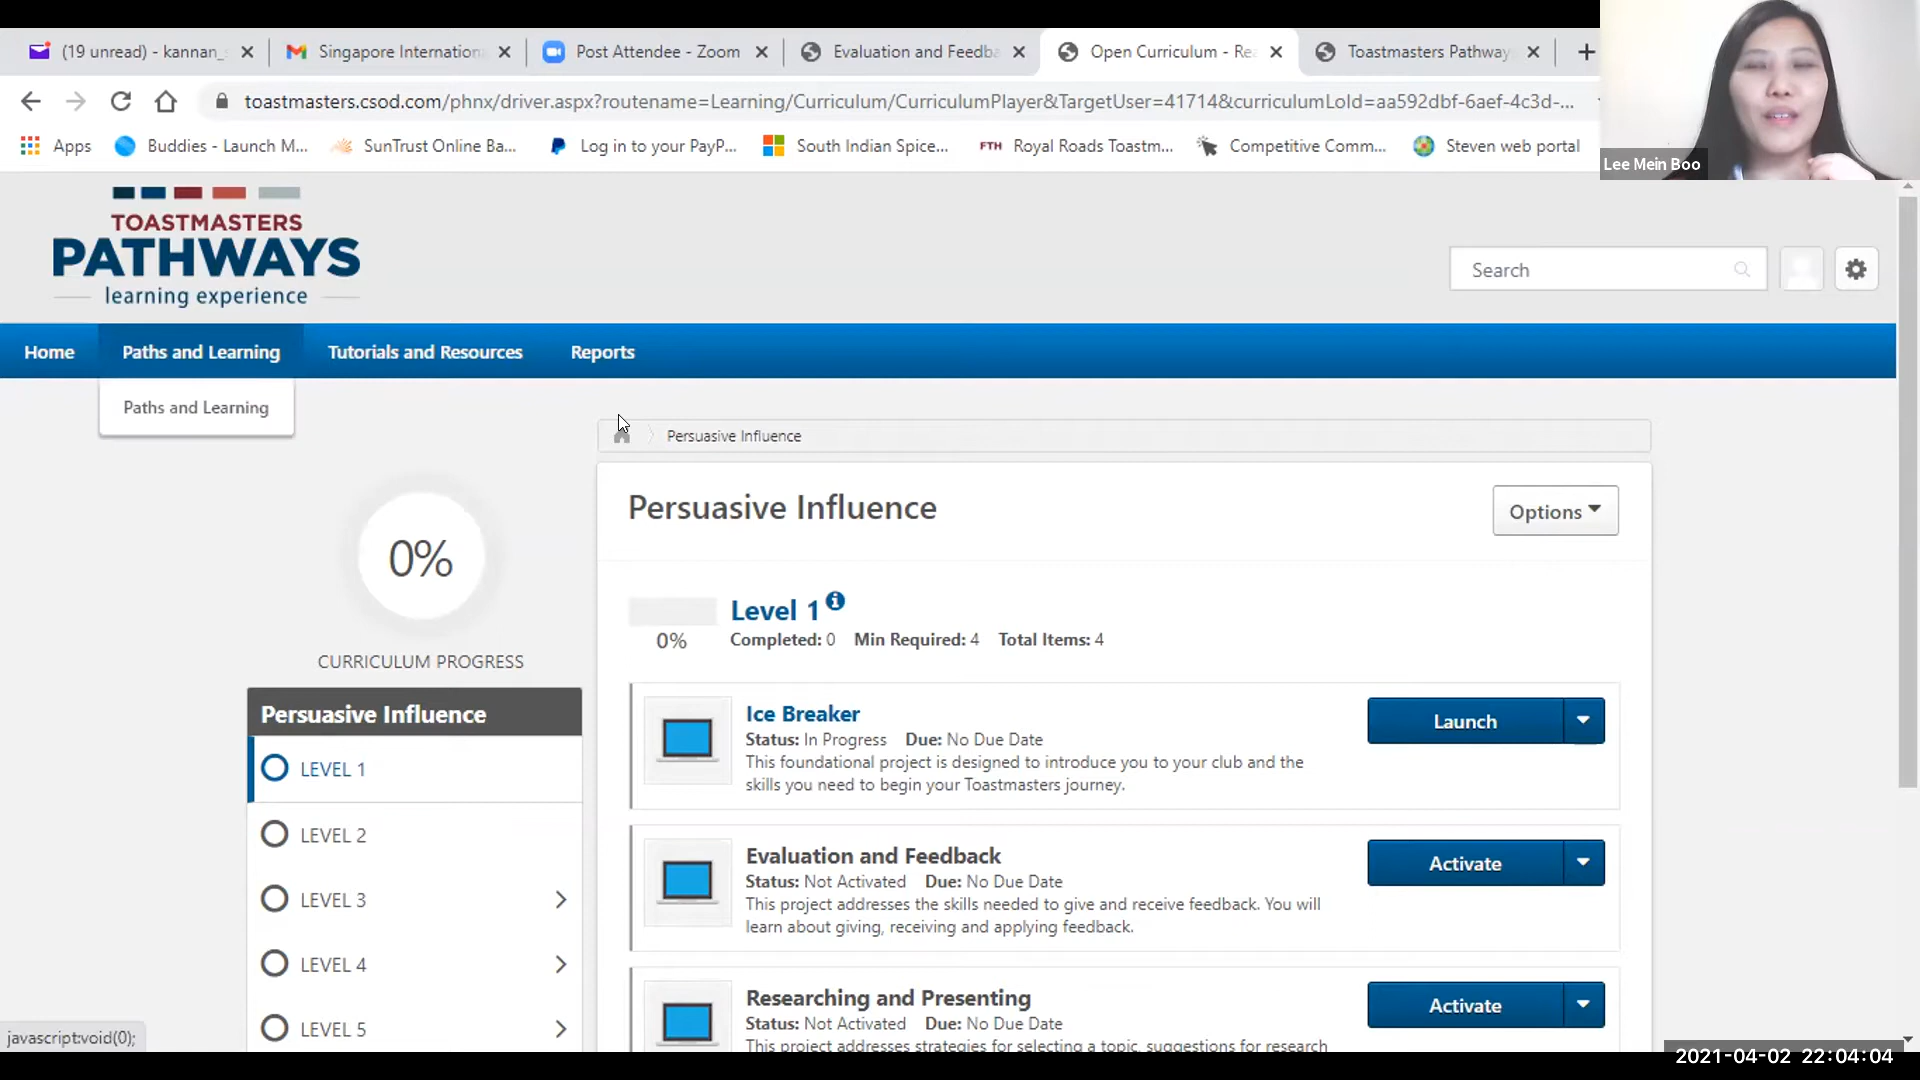 (19 unread) - kannan_
Singapore Internation
Post Attendee - Zoom
Evaluation and Feedba
Open Curriculum - Re
Toastmasters Pathway
toastmasters.csod.com/phnx/driver.aspx?routename=Learning/Curriculum/CurriculumPlayer&TargetUser=41714&curriculumLoId=aa592dbf-6aef-4c3d-...
Apps
Buddies - Launch M...
SunTrust Online Ba...
Log in to your PayP...
South Indian Spice...
FTH Royal Roads Toastm...
Competitive Comm...
Steven web portal
Lee Mein Boo
TOASTMASTERS
PATHWAYS
learning experience
Search
Home
Paths and Learning
Tutorials and Resources
Reports
Paths and Learning
Persuasive Influence
0%
CURRICULUM PROGRESS
Persuasive Influence
LEVEL 1
LEVEL 2
LEVEL 3
LEVEL 4
LEVEL 5
Persuasive Influence
Options
Level 1
0%
Completed: 0 Min Required: 4 Total Items: 4
Ice Breaker
Status: In Progress Due: No Due Date
This foundational project is designed to introduce you to your club and the
skills you need to begin your Toastmasters journey.
Launch
Evaluation and Feedback
Status: Not Activated Due: No Due Date
This project addresses the skills needed to give and receive feedback. You will
learn about giving, receiving and applying feedback.
Activate
Researching and Presenting
Status: Not Activated Due: No Due Date
This project addresses strategies for selecting a topic, suggestions for research
Activate
javascript:void(0);
2021-04-02 22:04:04